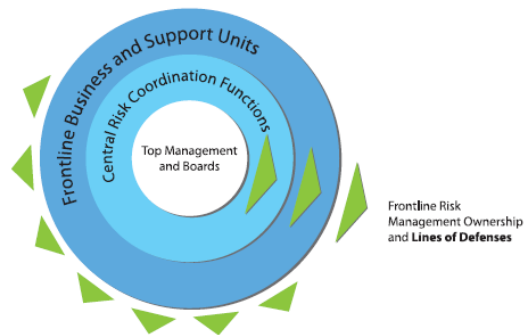 Frontline Business and Support Units
Central Risk Coordination Functions
Top Management
and Boards
Frontline Risk
Management Ownership
and Lines of Defenses